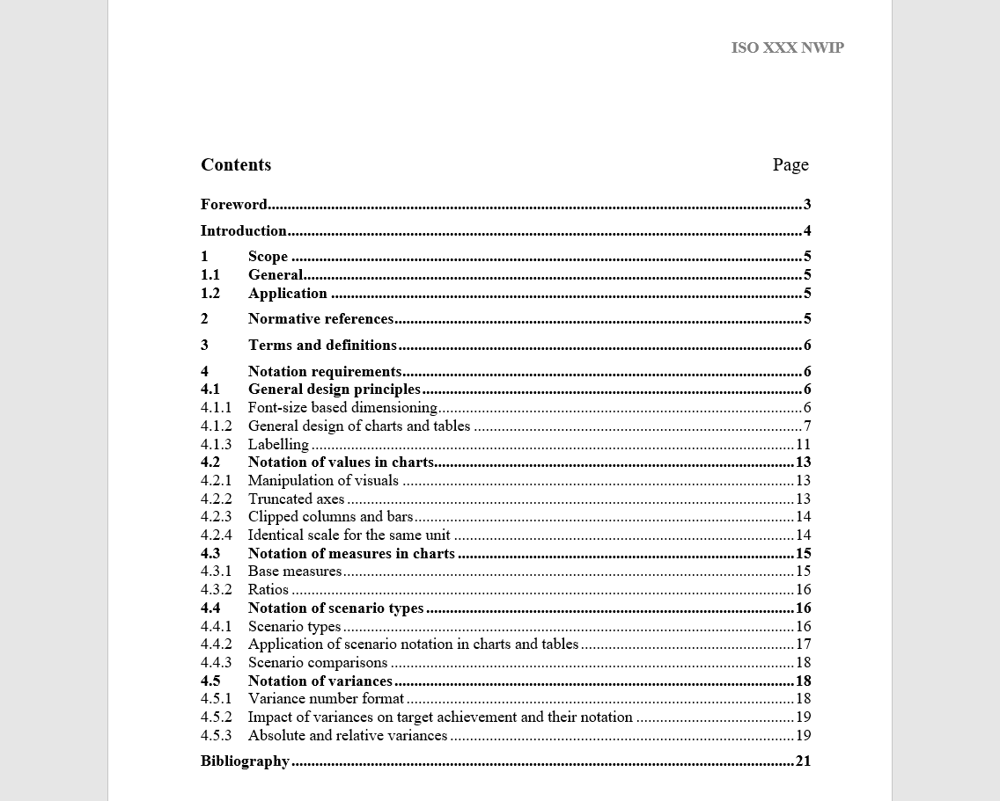 ISO XXX NWIP
Contents Page
Foreword 3
Introduction 4
1 Scope 5
1.1 General 5
1.2 Application 5
2 Normative references 5
3 Terms and definitions 6
4 Notation requirements 6
4.1 General design principles 6
4.1.1 Font-size based dimensioning 6
4.1.2 General design of charts and tables 7
4.1.3 Labelling 11
4.2 Notation of values in charts 13
4.2.1 Manipulation of visuals 13
4.2.2 Truncated axes 13
4.2.3 Clipped columns and bars 14
4.2.4 Identical scale for the same unit 14
4.3 Notation of measures in charts 15
4.3.1 Base measures 15
4.3.2 Ratios 16
4.4 Notation of scenario types 16
4.4.1 Scenario types 16
4.4.2 Application of scenario notation in charts and tables 17
4.4.3 Scenario comparisons 18
4.5 Notation of variances 18
4.5.1 Variance number format 18
4.5.2 Impact of variances on target achievement and their notation 19
4.5.3 Absolute and relative variances 19
Bibliography 21